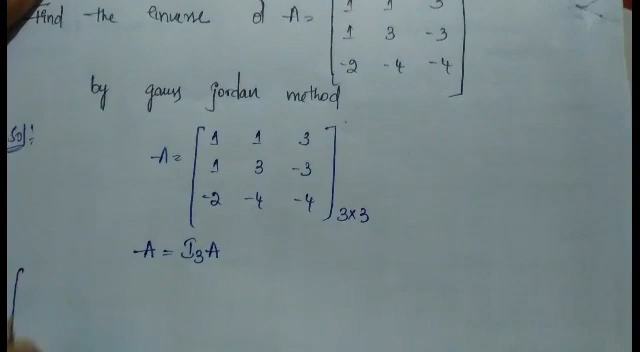 Find the inverse of A = [1 1 3
1 3 -3
-2 -4 -4]
by gauss jordan method
Sol:
A = [1 1 3
1 3 -3
-2 -4 -4] 3×3
A = I3A